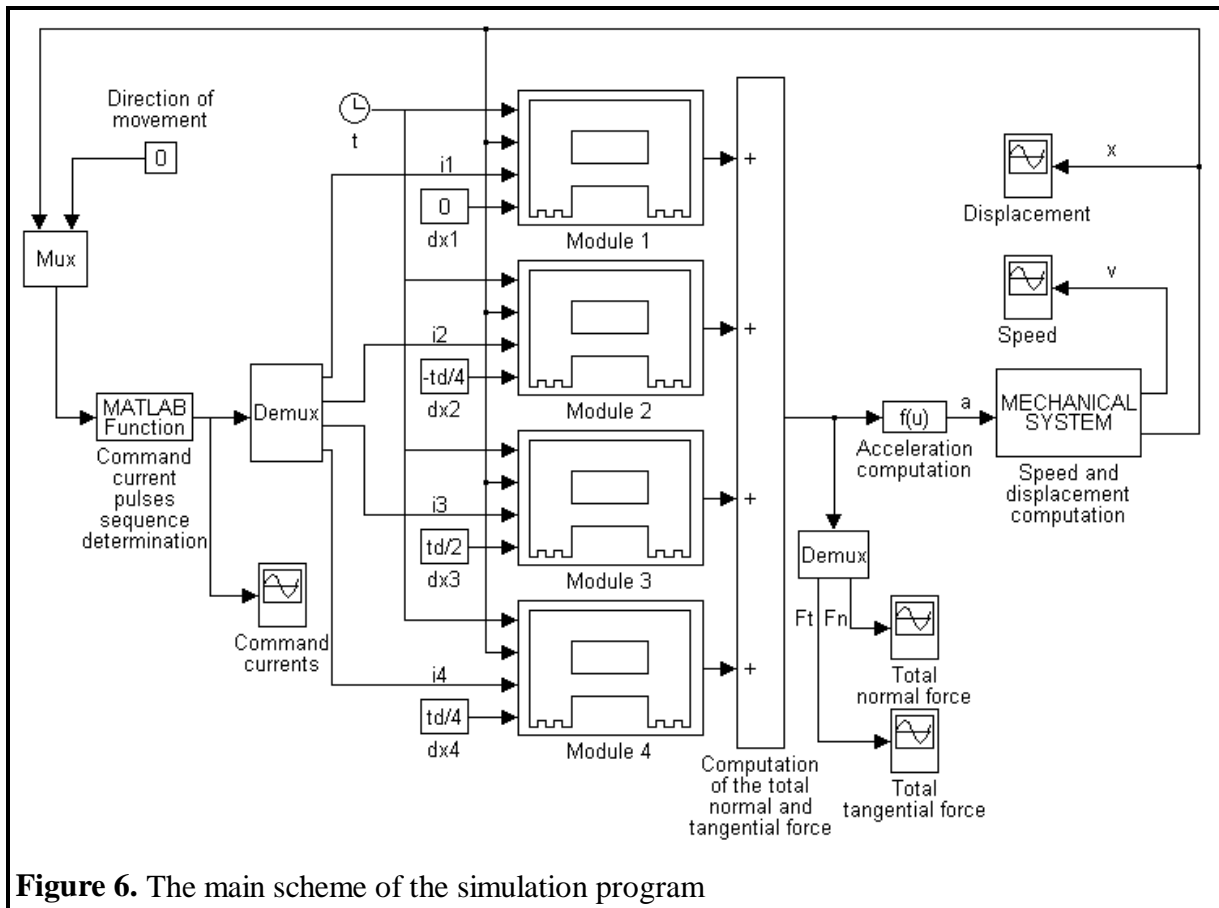 Direction of
movement
0
t
Mux
MATLAB
Function
Command
current
pulses
sequence
determination
Demux
Command
currents
i1
0
dx1
Module 1
i2
-td/4
dx2
Module 2
i3
td/2
dx3
Module 3
i4
td/4
dx4
Module 4
+
+
+
+
Computation
of the total
normal and
tangential force
f(u)
Acceleration
computation
a
MECHANICAL
SYSTEM
Speed and
displacement
computation
x
Displacement
v
Speed
Demux
Ft Fn
Total
normal force
Total
tangential force
Figure 6. The main scheme of the simulation program